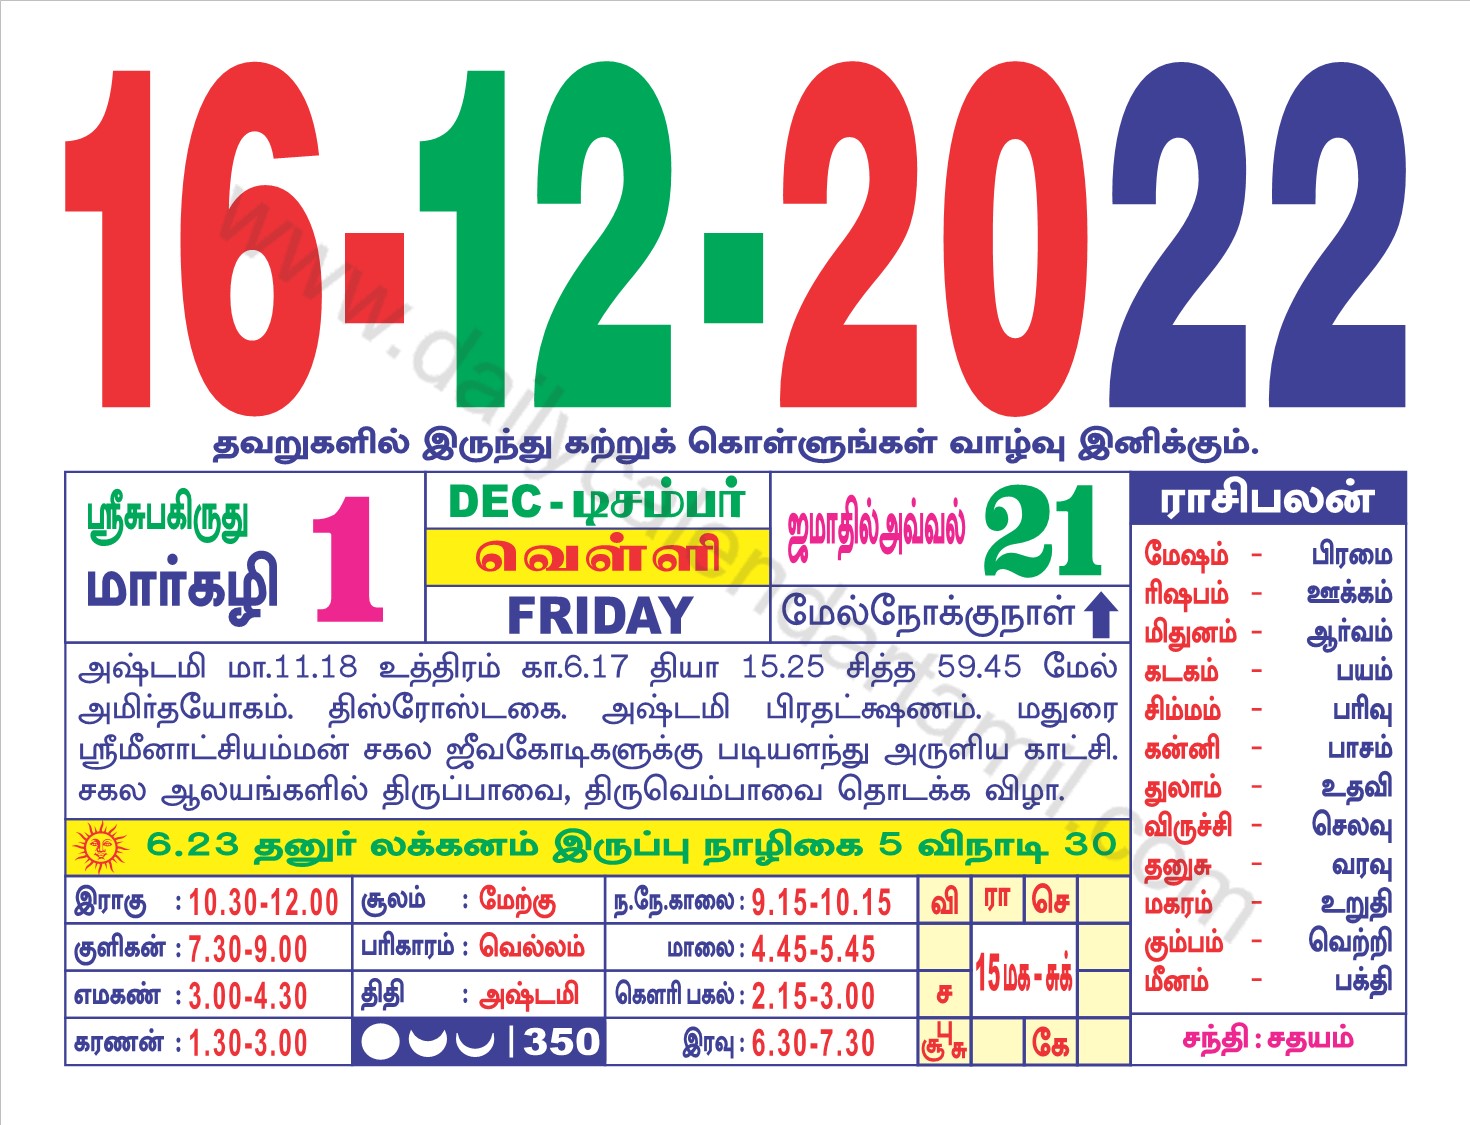 16-12-2022
தவறுகளில் இருந்து கற்றுக் கொள்ளுங்கள் வாழ்வு இனிக்கும்.
ஸ்ரீசுபகிருது
மார்கழி 1
DEC - டிசம்பர்
வெள்ளி
FRIDAY
ஜமாதில் அவ்வல் 21
மேல்நோக்குநாள்
அஷ்டமி மா.11.18 உத்திரம் கா.6.17 தியா 15.25 சித்த 59.45 மேல்
அமிர்தயோகம். திஸ்ரோஸ்டகை. அஷ்டமி பிரதட்க்ஷணம். மதுரை
ஸ்ரீமீனாட்சியம்மன் சகல ஜீவகோடிகளுக்கு படியளந்து அருளிய காட்சி.
சகல ஆலயங்களில் திருப்பாவை, திருவெம்பாவை தொடக்க விழா.
6.23 தனுர் லக்கனம் இருப்பு நாழிகை 5 விநாடி 30
இராகு : 10.30-12.00
குளிகன் : 7.30-9.00
எமகண் : 3.00-4.30
கரணன் : 1.30-3.00
சூலம் : மேற்கு
பரிகாரம் : வெல்லம்
திதி : அஷ்டமி
350
ந.நே.காலை : 9.15-10.15
மாலை : 4.45-5.45
கௌரி பகல் : 2.15-3.00
இரவு : 6.30-7.30
வி ரா செ
15 மக - சுக்
ச
பு
சூ சு கே
ராசிபலன்
மேஷம் - பிரமை
ரிஷபம் - ஊக்கம்
மிதுனம் - ஆர்வம்
கடகம் - பயம்
சிம்மம் - பரிவு
கன்னி - பாசம்
துலாம் - உதவி
விருச்சி - செலவு
தனுசு - வரவு
மகரம் - உறுதி
கும்பம் - வெற்றி
மீனம் - பக்தி
சந்தி : சதயம்
www.dailycalendartamil.com